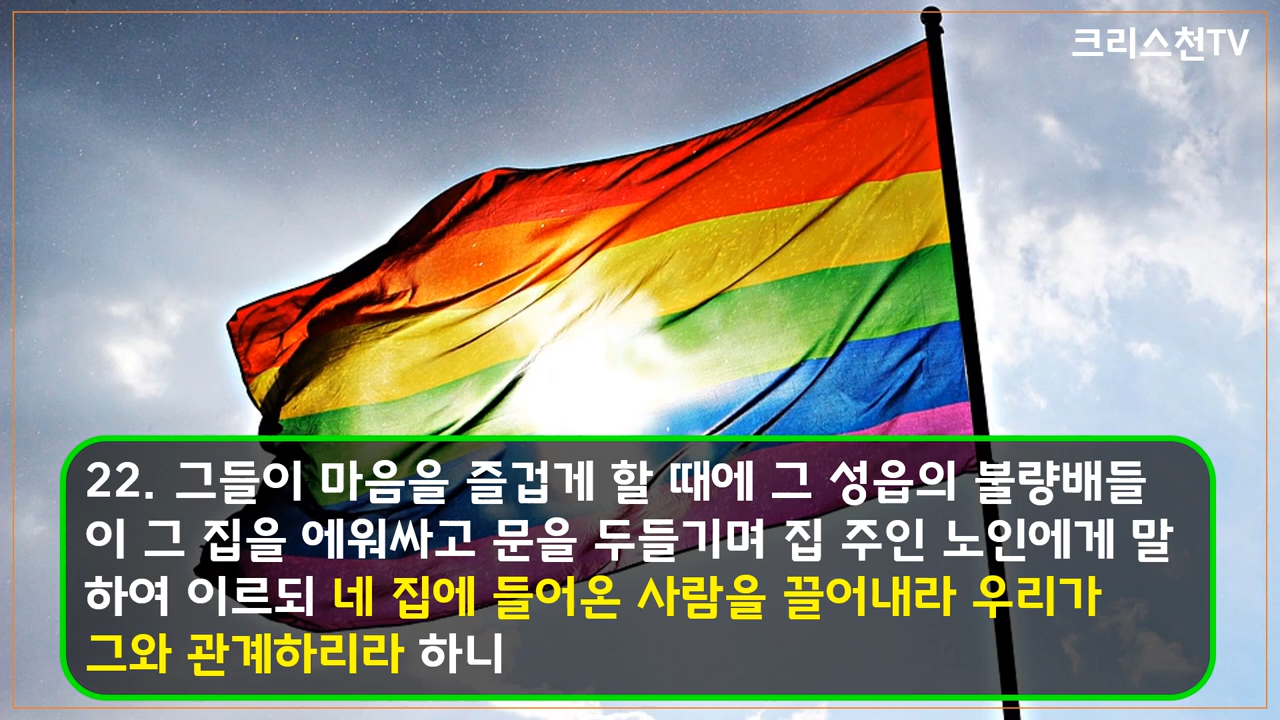 크리스천TV
22. 그들이 마음을 즐겁게 할 때에 그 성읍의 불량배들
이 그 집을 에워싸고 문을 두들기며 집 주인 노인에게 말
하여 이르되 네 집에 들어온 사람을 끌어내라 우리가
그와 관계하리라 하니